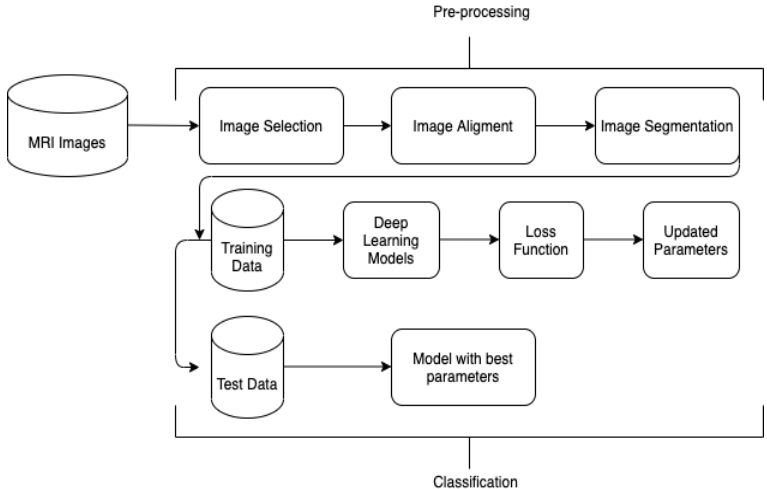 Pre-processing
MRI Images
Image Selection
Image Aligment
Image Segmentation
Training
Data
Deep
Learning
Models
Loss
Function
Updated
Parameters
Test Data
Model with best
parameters
Classification